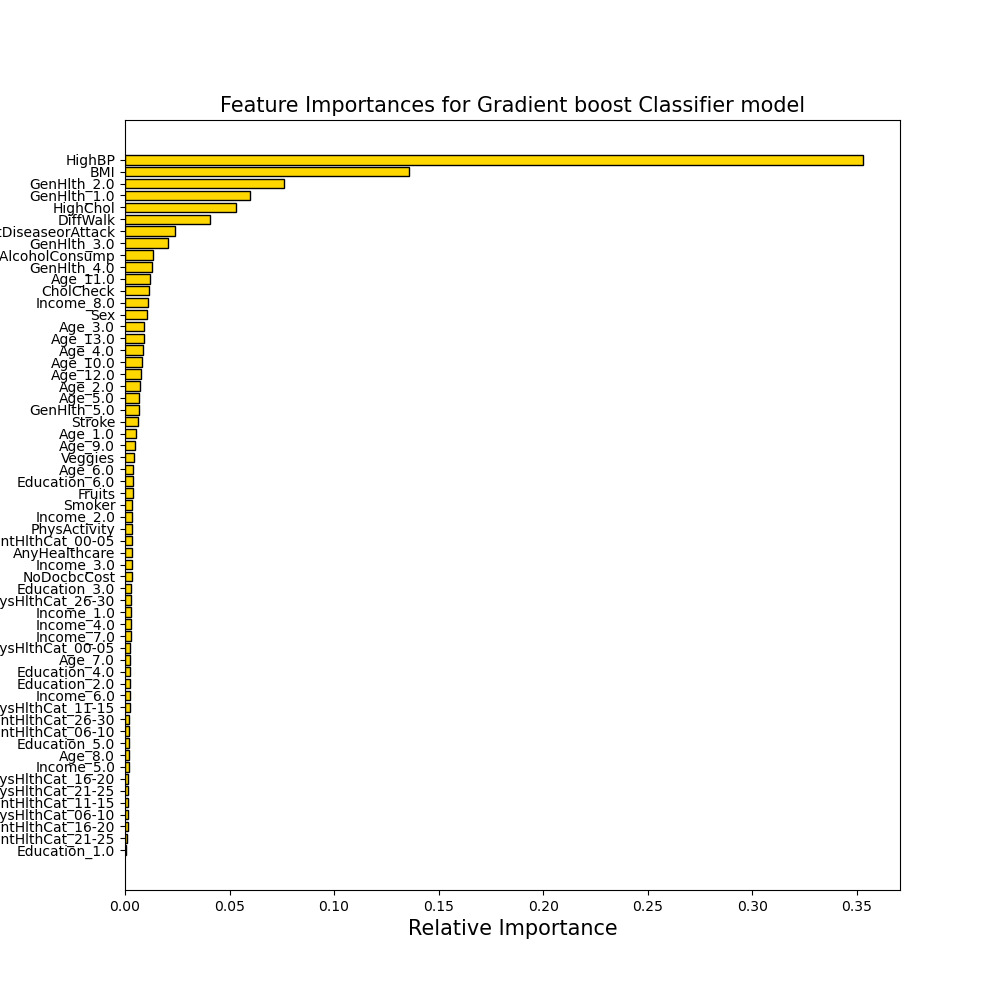 Feature Importances for Gradient boost Classifier model
HighBP
BMI
GenHlth_2.0
GenHlth_1.0
HighChol
DiffWalk
tDiseaseorAttack
GenHlth_3.0
AlcoholConsump
GenHlth_4.0
Age_11.0
CholCheck
Income_8.0
Sex
Age_3.0
Age_13.0
Age_4.0
Age_10.0
Age_12.0
Age_2.0
Age_5.0
GenHlth_5.0
Stroke
Age_1.0
Age_9.0
Veggies
Age_6.0
Education_6.0
Fruits
Smoker
Income_2.0
PhysActivity
ntHlthCat_00-05
AnyHealthcare
Income_3.0
NoDocbcCost
Education_3.0
ysHlthCat_26-30
Income_1.0
Income_4.0
Income_7.0
ysHlthCat_00-05
Age_7.0
Education_4.0
Education_2.0
Income_6.0
ysHlthCat_11-15
ntHlthCat_26-30
ntHlthCat_06-10
Education_5.0
Age_8.0
Income_5.0
ysHlthCat_16-20
ysHlthCat_21-25
ntHlthCat_11-15
ysHlthCat_06-10
ntHlthCat_16-20
ntHlthCat_21-25
Education_1.0
0.00 0.05 0.10 0.15 0.20 0.25 0.30 0.35
Relative Importance